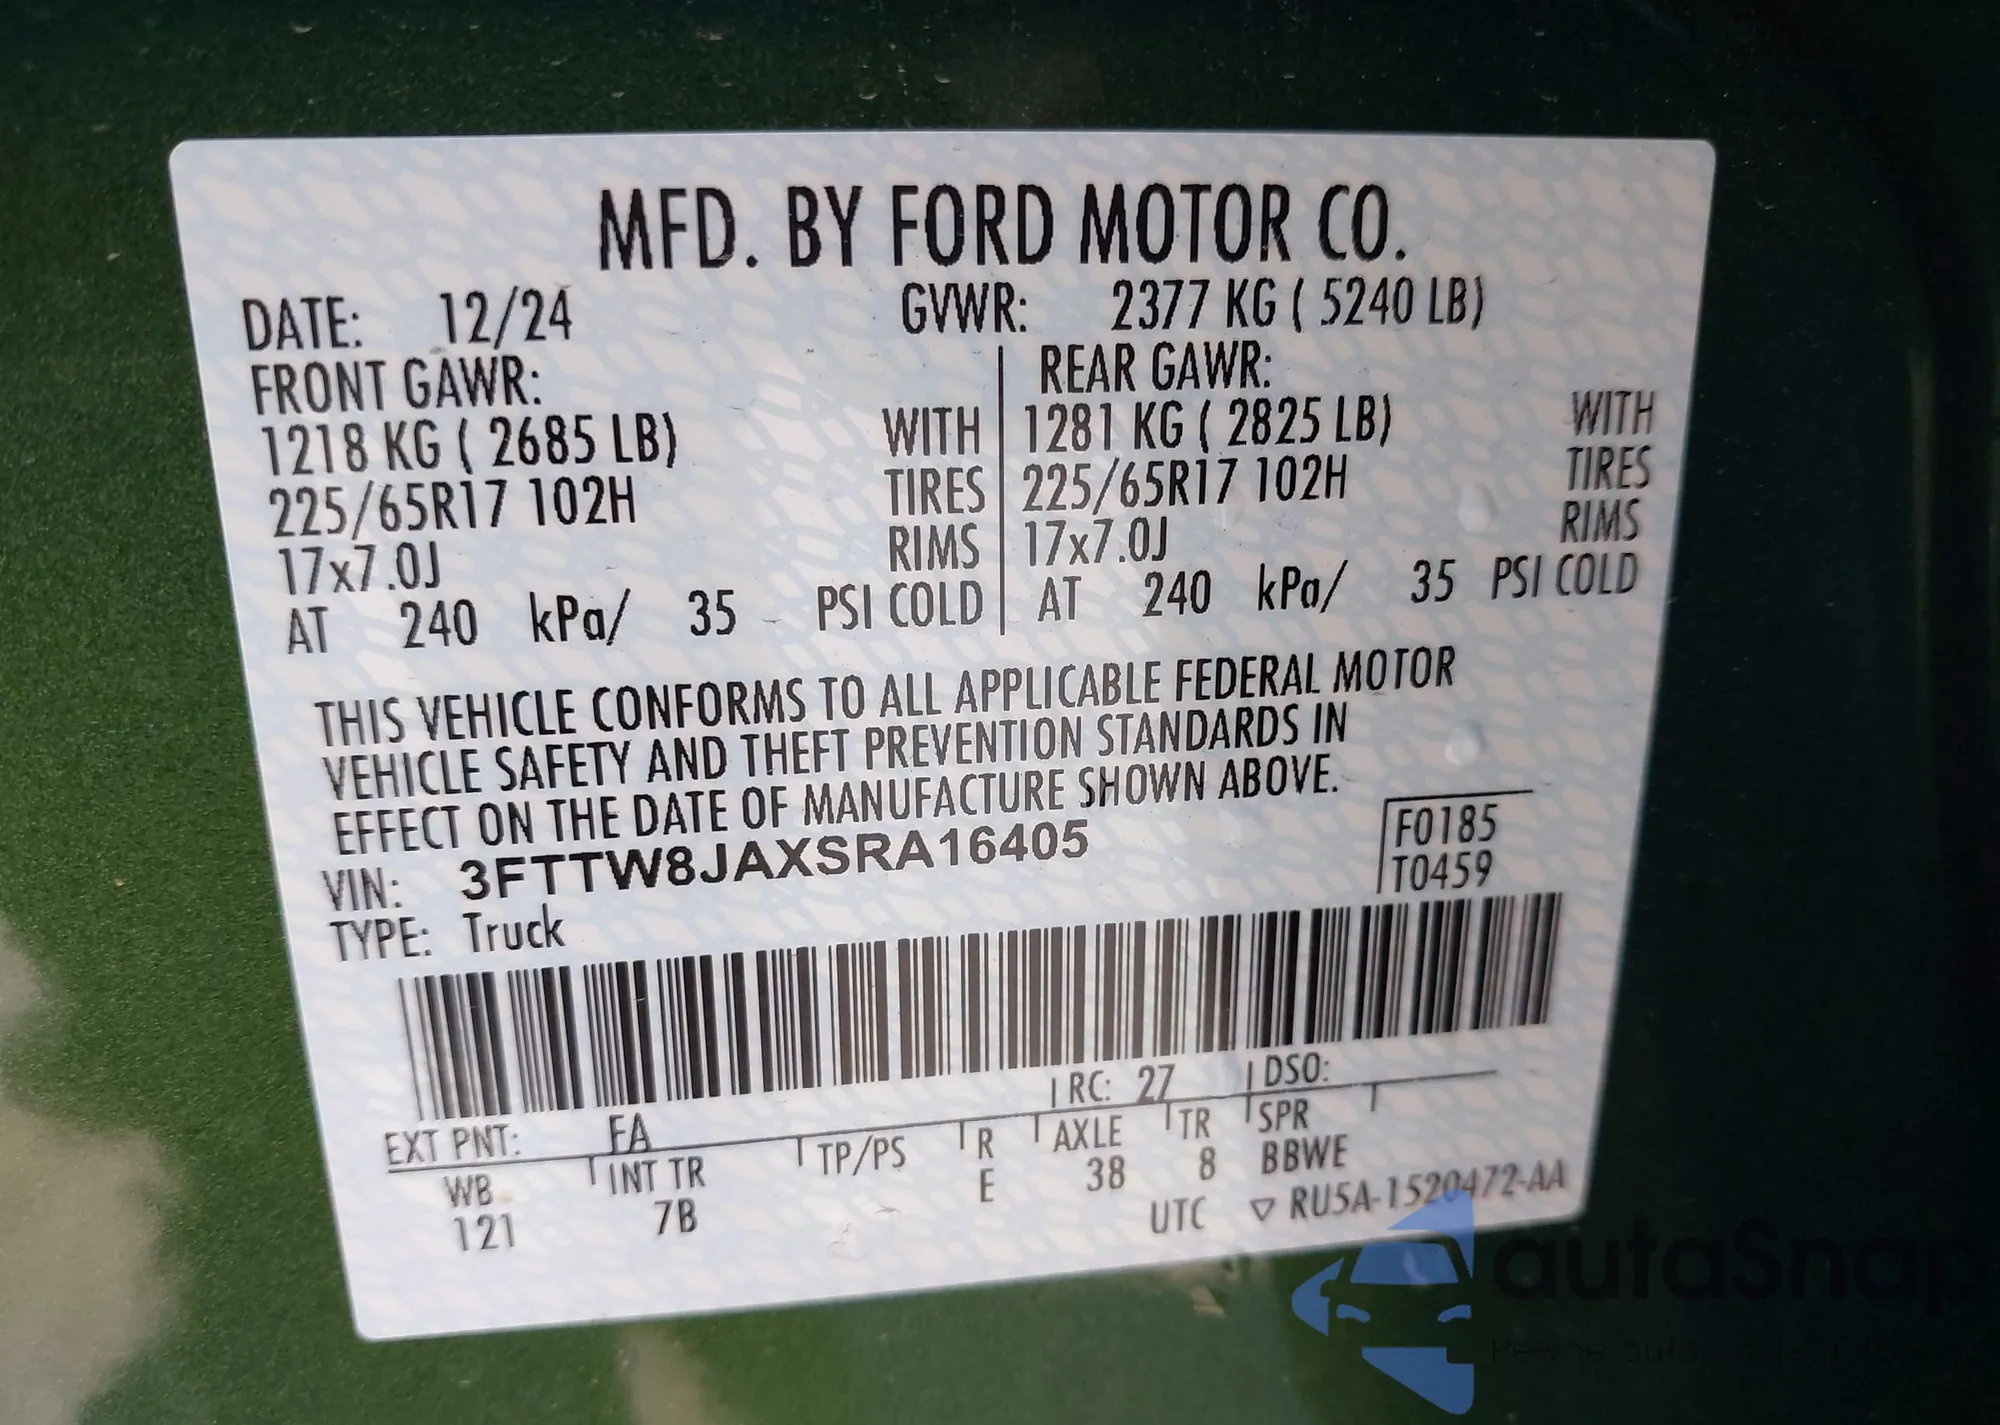 MFD. BY FORD MOTOR CO.
DATE: 12/24 GVWR: 2377 KG ( 5240 LB)
FRONT GAWR: REAR GAWR:
1218 KG ( 2685 LB) WITH 1281 KG ( 2825 LB) WITH
225/65R17 102H TIRES 225/65R17 102H TIRES
17x7.0J RIMS 17x7.0J RIMS
AT 240 kPa/ 35 PSI COLD AT 240 kPa/ 35 PSI COLD
THIS VEHICLE CONFORMS TO ALL APPLICABLE FEDERAL MOTOR
VEHICLE SAFETY AND THEFT PREVENTION STANDARDS IN
EFFECT ON THE DATE OF MANUFACTURE SHOWN ABOVE.
F0185
VIN: 3FTTW8JAXSRA16405
T0459
TYPE: Truck
RC: 27 DSO:
EXT PNT: FA
WB INT TR TP/PS R AXLE TR SPR
121 7B E 38 8 BBWE
UTC ▽ RU5A-1520472-AA
autaSnap
Pewne auta